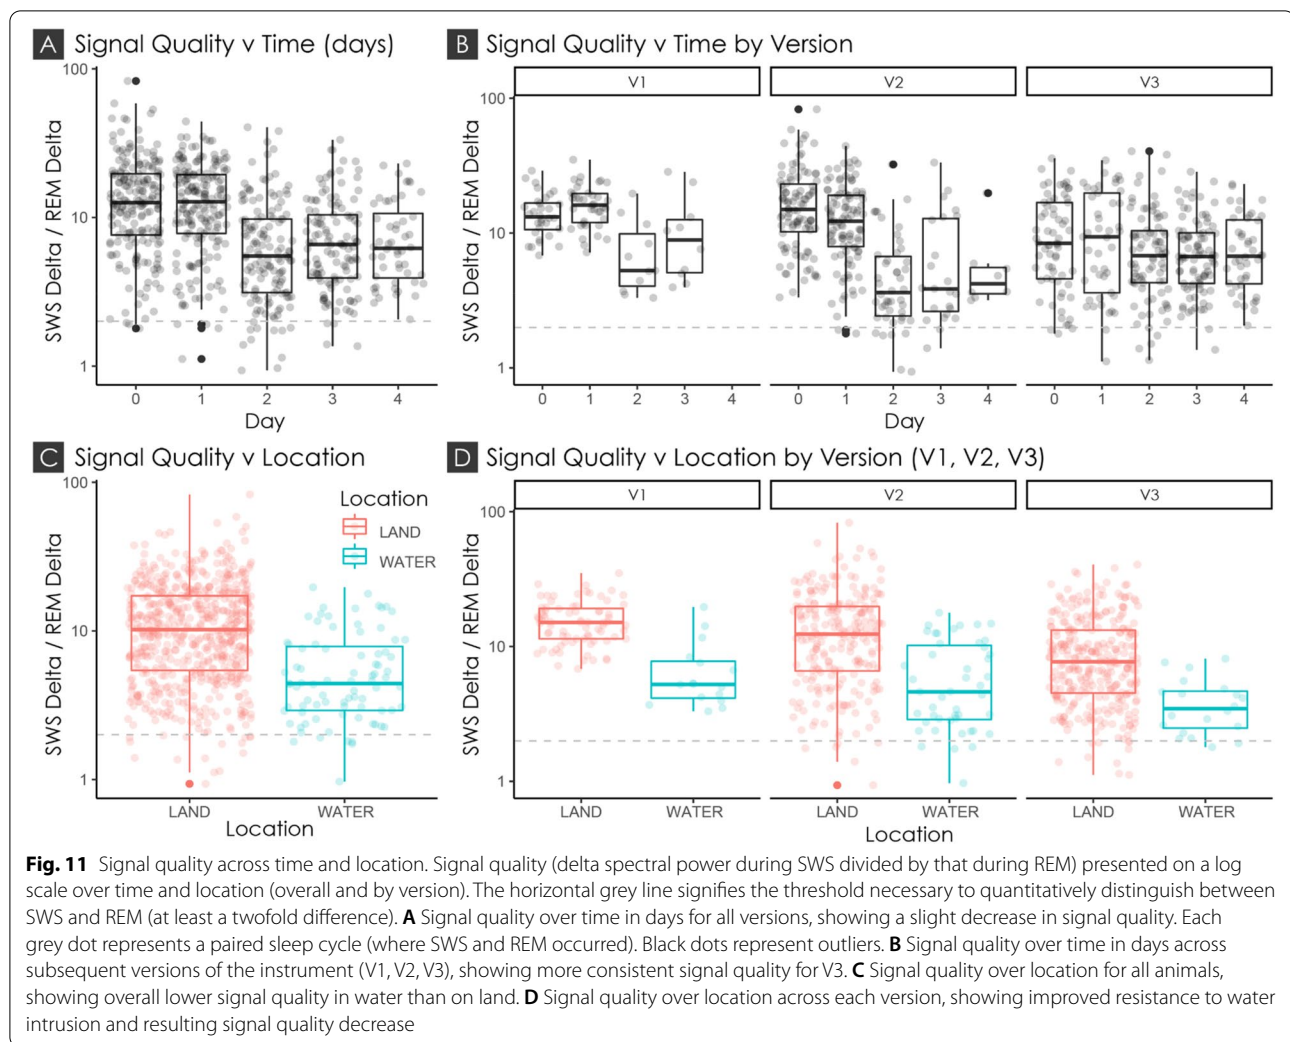 A Signal Quality v Time (days)
SWS Delta / REM Delta
100
10
1
0 1 2 3 4
Day
B Signal Quality v Time by Version
V1 V2 V3
SWS Delta / REM Delta
100
10
1
0 1 2 3 4 0 1 2 3 4 0 1 2 3 4
Day Day
C Signal Quality v Location
SWS Delta / REM Delta
100
10
1
Location
LAND
WATER
LAND WATER
Location
D Signal Quality v Location by Version (V1, V2, V3)
V1 V2 V3
SWS Delta / REM Delta
100
10
1
LAND WATER LAND WATER LAND WATER
Location
Fig. 11 Signal quality across time and location. Signal quality (delta spectral power during SWS divided by that during REM) presented on a log
scale over time and location (overall and by version). The horizontal grey line signifies the threshold necessary to quantitatively distinguish between
SWS and REM (at least a twofold difference). A Signal quality over time in days for all versions, showing a slight decrease in signal quality. Each
grey dot represents a paired sleep cycle (where SWS and REM occurred). Black dots represent outliers. B Signal quality over time in days across
subsequent versions of the instrument (V1, V2, V3), showing more consistent signal quality for V3. C Signal quality over location for all animals,
showing overall lower signal quality in water than on land. D Signal quality over location across each version, showing improved resistance to water
intrusion and resulting signal quality decrease